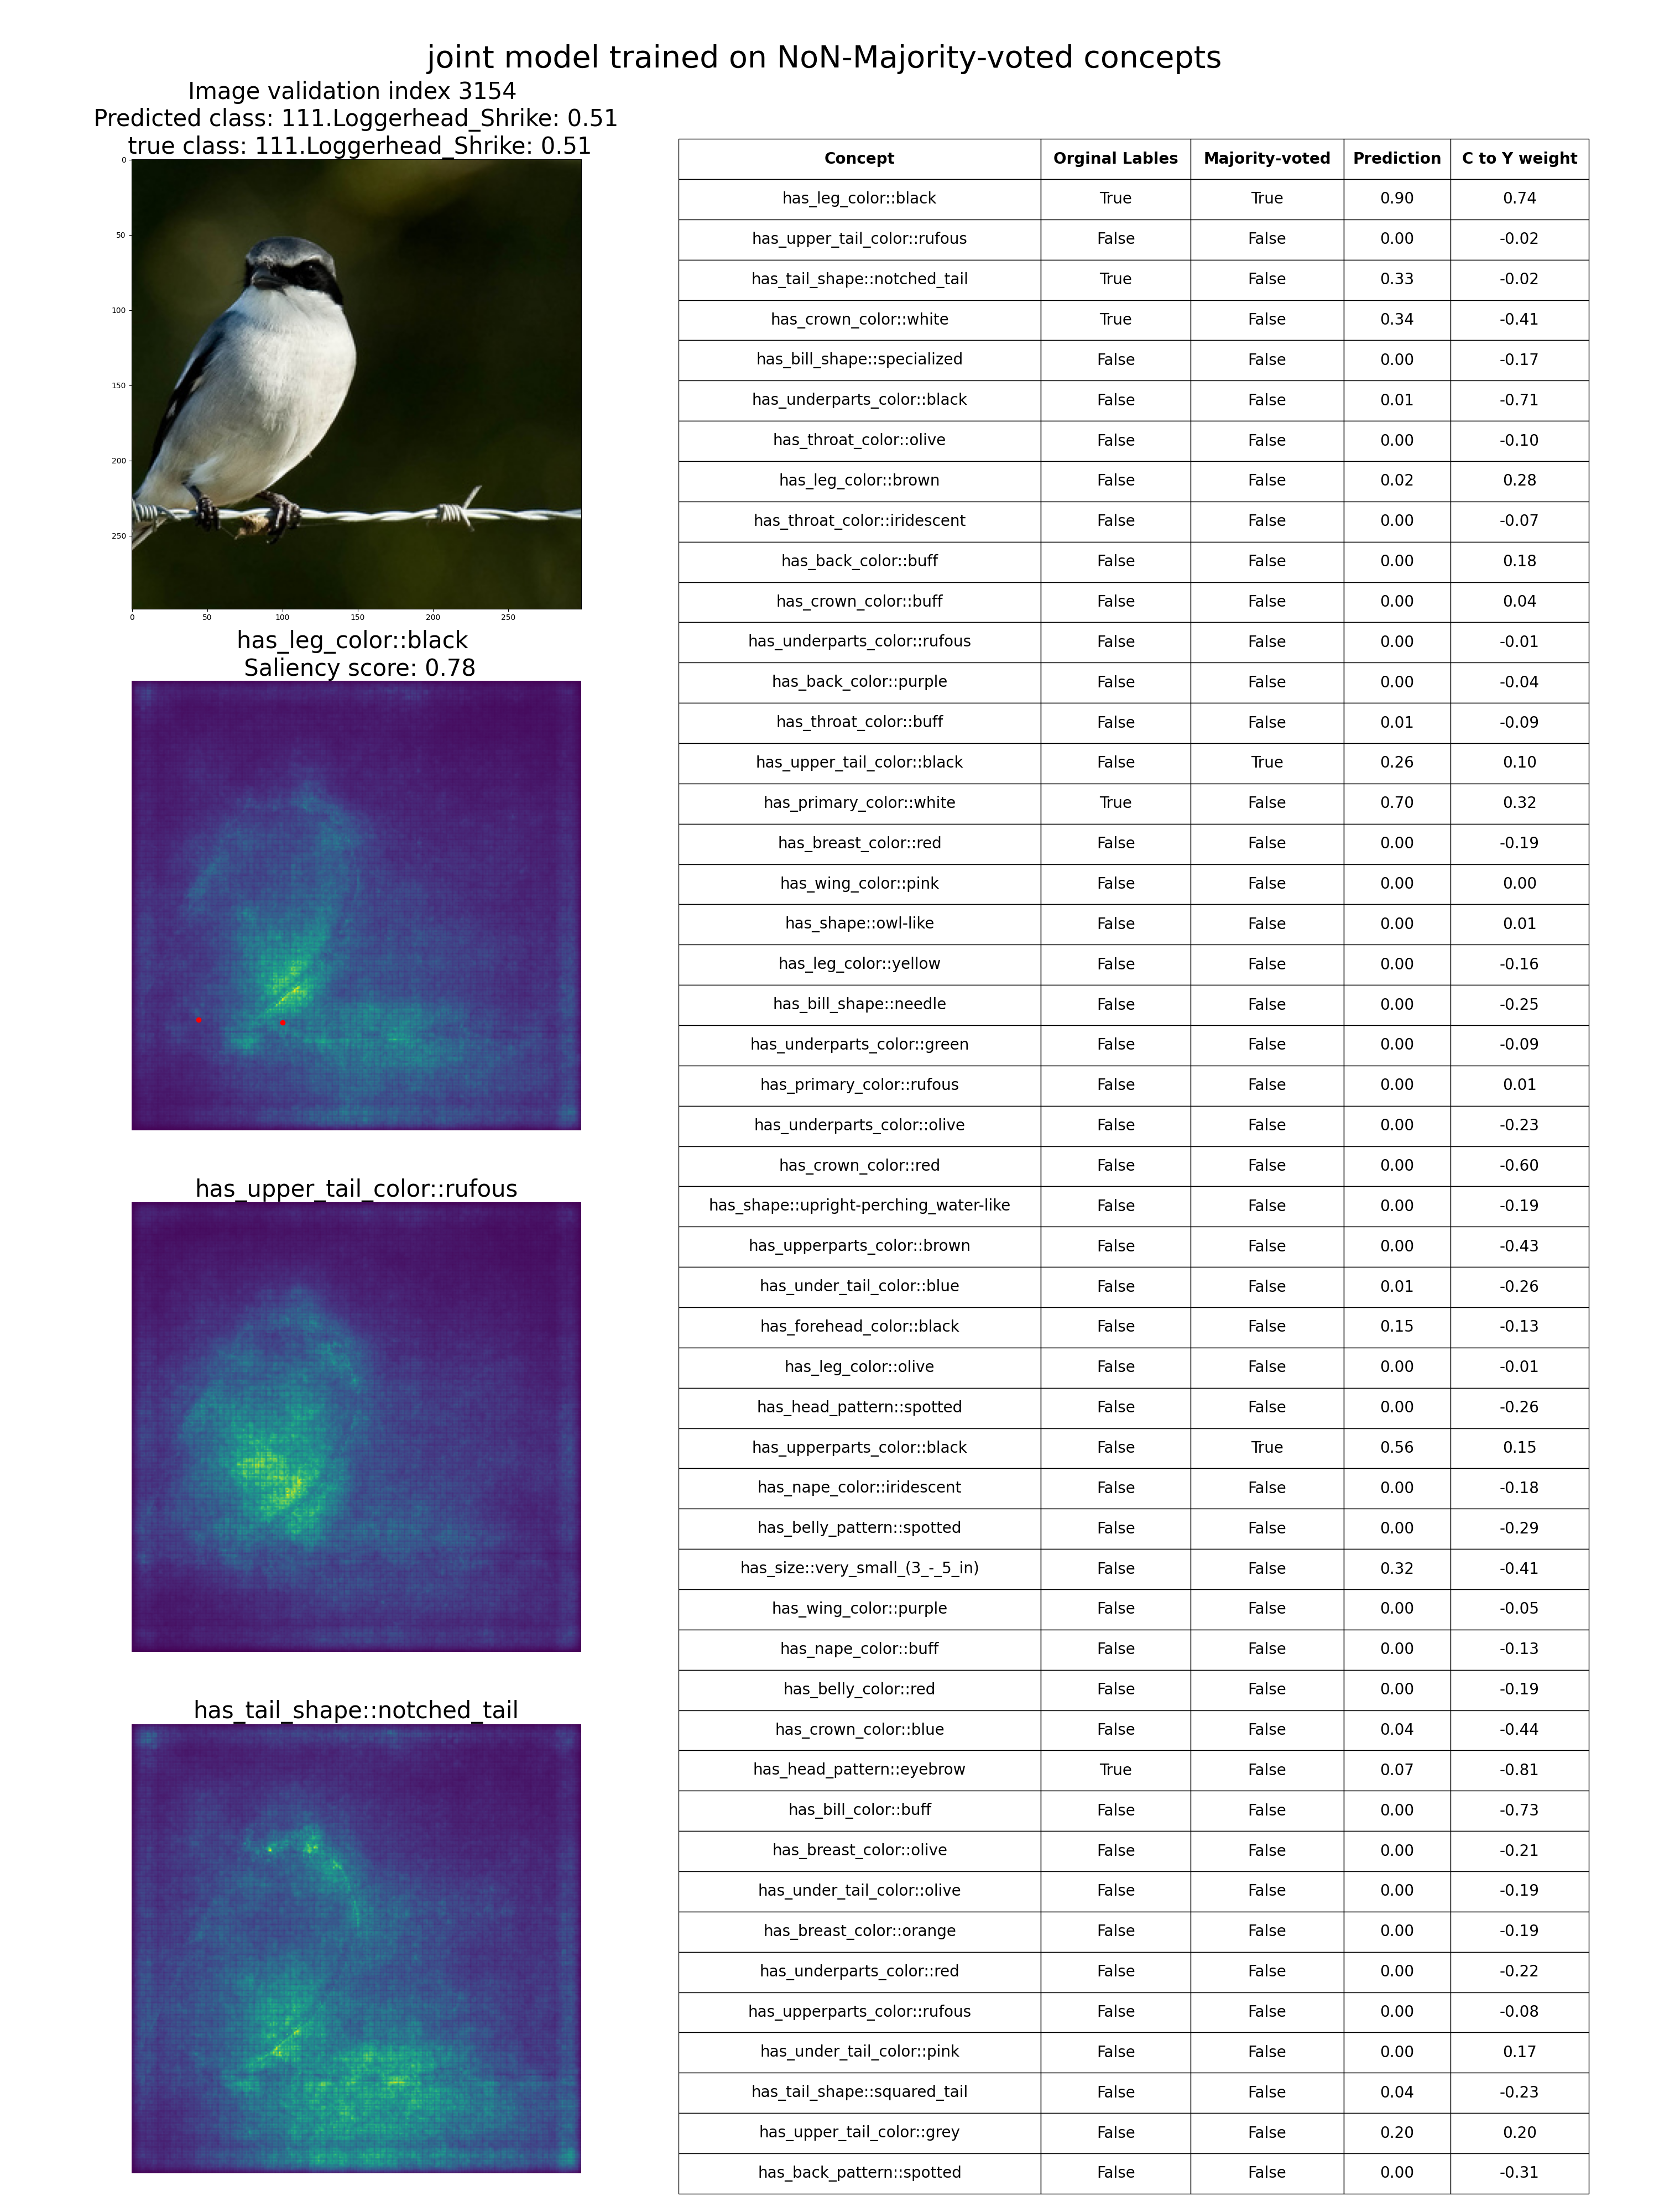 joint model trained on NoN-Majority-voted concepts
Image validation index 3154
Predicted class: 111.Loggerhead_Shrike: 0.51
true class: 111.Loggerhead_Shrike: 0.51
0
50
100
150
200
250
0 50 100 150 200 250
has_leg_color::black
Saliency score: 0.78
has_upper_tail_color::rufous
has_tail_shape::notched_tail
Concept Orginal Lables Majority-voted Prediction C to Y weight
has_leg_color::black True True 0.90 0.74
has_upper_tail_color::rufous False False 0.00 -0.02
has_tail_shape::notched_tail True False 0.33 -0.02
has_crown_color::white True False 0.34 -0.41
has_bill_shape::specialized False False 0.00 -0.17
has_underparts_color::black False False 0.01 -0.71
has_throat_color::olive False False 0.00 -0.10
has_leg_color::brown False False 0.02 0.28
has_throat_color::iridescent False False 0.00 -0.07
has_back_color::buff False False 0.00 0.18
has_crown_color::buff False False 0.00 0.04
has_underparts_color::rufous False False 0.00 -0.01
has_back_color::purple False False 0.00 -0.04
has_throat_color::buff False False 0.01 -0.09
has_upper_tail_color::black False True 0.26 0.10
has_primary_color::white True False 0.70 0.32
has_breast_color::red False False 0.00 -0.19
has_wing_color::pink False False 0.00 0.00
has_shape::owl-like False False 0.00 0.01
has_leg_color::yellow False False 0.00 -0.16
has_bill_shape::needle False False 0.00 -0.25
has_underparts_color::green False False 0.00 -0.09
has_primary_color::rufous False False 0.00 0.01
has_underparts_color::olive False False 0.00 -0.23
has_crown_color::red False False 0.00 -0.60
has_shape::upright-perching_water-like False False 0.00 -0.19
has_upperparts_color::brown False False 0.00 -0.43
has_under_tail_color::blue False False 0.01 -0.26
has_forehead_color::black False False 0.15 -0.13
has_leg_color::olive False False 0.00 -0.01
has_head_pattern::spotted False False 0.00 -0.26
has_upperparts_color::black False True 0.56 0.15
has_nape_color::iridescent False False 0.00 -0.18
has_belly_pattern::spotted False False 0.00 -0.29
has_size::very_small_(3_-_5_in) False False 0.32 -0.41
has_wing_color::purple False False 0.00 -0.05
has_nape_color::buff False False 0.00 -0.13
has_belly_color::red False False 0.00 -0.19
has_crown_color::blue False False 0.04 -0.44
has_head_pattern::eyebrow True False 0.07 -0.81
has_bill_color::buff False False 0.00 -0.73
has_breast_color::olive False False 0.00 -0.21
has_under_tail_color::olive False False 0.00 -0.19
has_breast_color::orange False False 0.00 -0.19
has_underparts_color::red False False 0.00 -0.22
has_upperparts_color::rufous False False 0.00 -0.08
has_under_tail_color::pink False False 0.00 0.17
has_tail_shape::squared_tail False False 0.04 -0.23
has_upper_tail_color::grey False False 0.20 0.20
has_back_pattern::spotted False False 0.00 -0.31